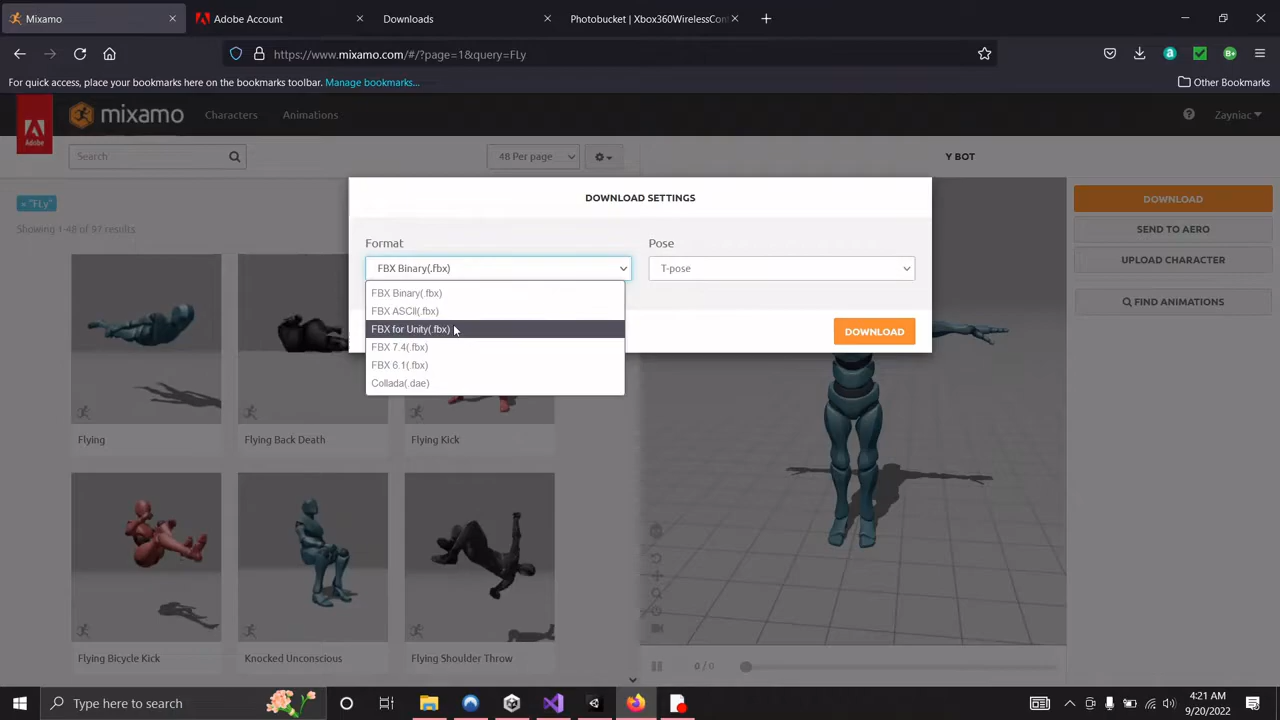 Mixamo
Adobe Account
Downloads
Photobucket | Xbox360WirelessCon
https://www.mixamo.com/#/?page=1&query=FLy
For quick access, place your bookmarks here on the bookmarks toolbar. Manage bookmarks...
Other Bookmarks
Adobe
mixamo
Characters
Animations
Zayniac
Search
48 Per page
Y BOT
« "FLy"
Showing 1-48 of 97 results
DOWNLOAD SETTINGS
Format
Pose
FBX Binary(.fbx)
T-pose
FBX Binary(.fbx)
FBX ASCII(.fbx)
FBX for Unity(.fbx)
FBX 7.4(.fbx)
FBX 6.1(.fbx)
Collada(.dae)
DOWNLOAD
DOWNLOAD
SEND TO AERO
UPLOAD CHARACTER
FIND ANIMATIONS
Flying
Flying Back Death
Flying Kick
Flying Bicycle Kick
Knocked Unconscious
Flying Shoulder Throw
0 / 0
Type here to search
4:21 AM
9/20/2022